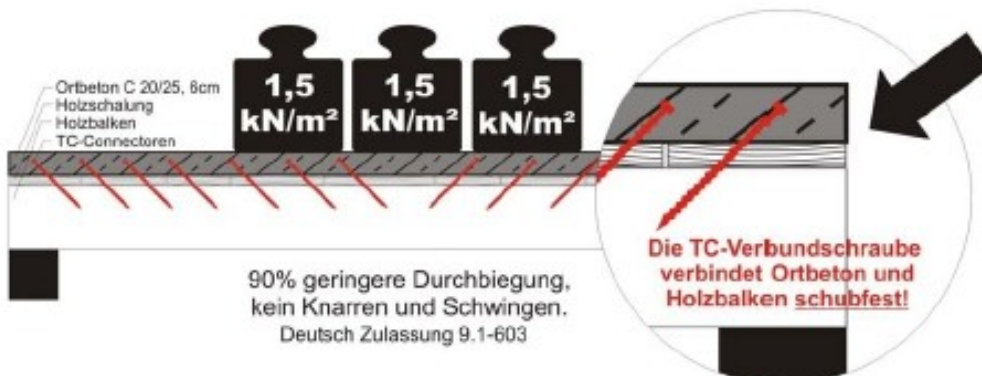 Ortbeton C 20/25, 6cm
Holzschalung
Holzbalken
TC-Connectoren
1,5
kN/m²
1,5
kN/m²
1,5
kN/m²
90% geringere Durchbiegung,
kein Knarren und Schwingen.
Deutsch Zulassung 9.1-603
Die TC-Verbundschraube
verbindet Ortbeton und
Holzbalken schubfest!